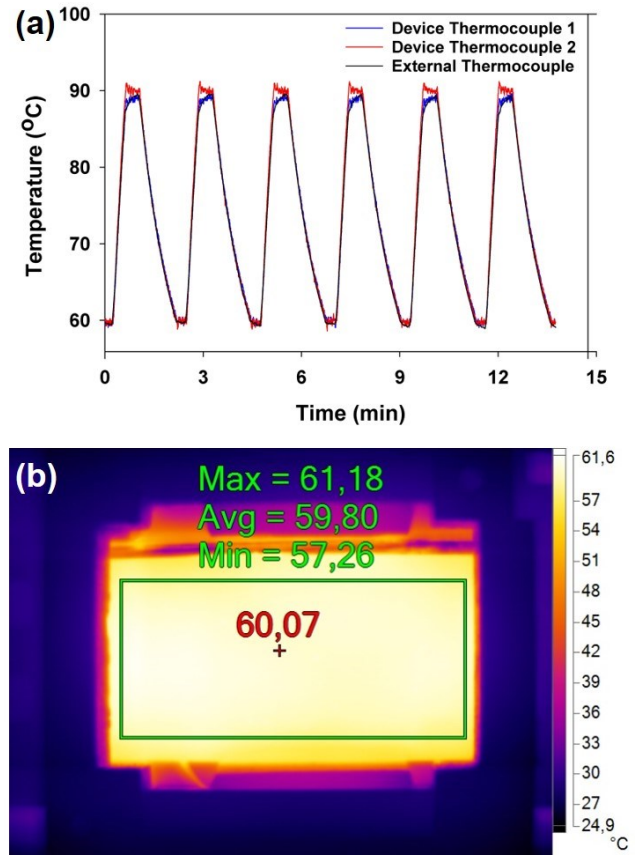 (a)
100
90
80
70
60
Temperature (ºC)
Device Thermocouple 1
Device Thermocouple 2
External Thermocouple
0 3 6 9 12 15
Time (min)
(b)
Max = 61,18
Avg = 59,80
Min = 57,26
60,07
+
61,6
57
54
51
48
45
42
39
36
33
30
27
24,9
°C